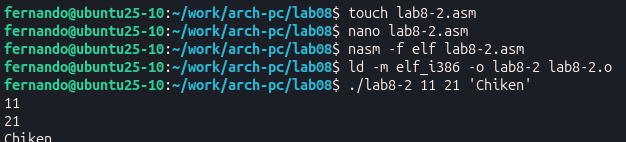 fernando@ubuntu25-10:~/work/arch-pc/lab08$ touch lab8-2.asm
fernando@ubuntu25-10:~/work/arch-pc/lab08$ nano lab8-2.asm
fernando@ubuntu25-10:~/work/arch-pc/lab08$ nasm -f elf lab8-2.asm
fernando@ubuntu25-10:~/work/arch-pc/lab08$ ld -m elf_i386 -o lab8-2 lab8-2.o
fernando@ubuntu25-10:~/work/arch-pc/lab08$ ./lab8-2 11 21 'Chiken'
11
21
Chiken